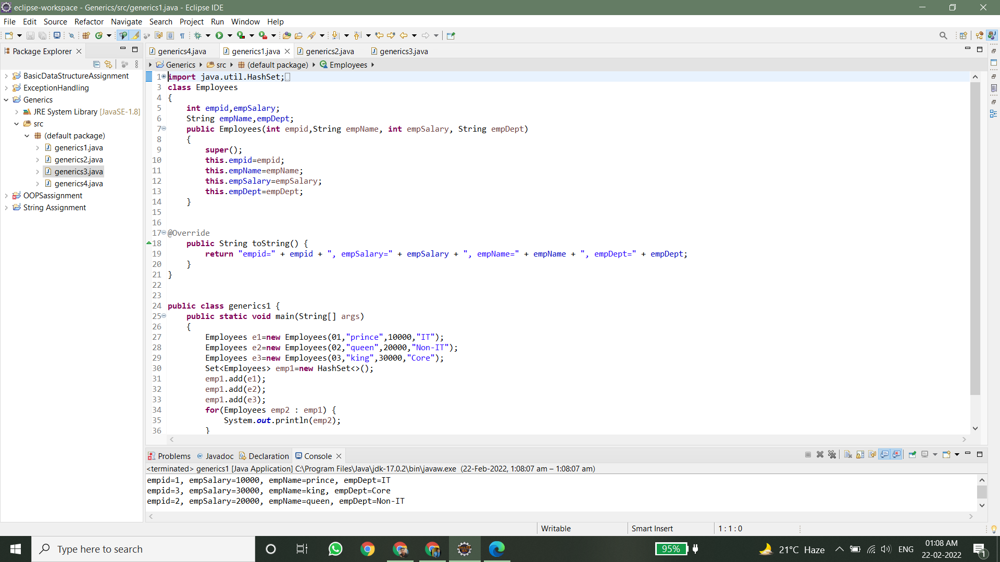 eclipse-workspace - Generics/src/generics1.java - Eclipse IDE
File Edit Source Refactor Navigate Search Project Run Window Help
Package Explorer
generics4.java generics1.java generics2.java generics3.java
Generics src (default package) Employees
BasicDataStructureAssignment
ExceptionHandling
Generics
JRE System Library [JavaSE-1.8]
src
(default package)
generics1.java
generics2.java
generics3.java
generics4.java
OOPSassignment
String Assignment
1 import java.util.HashSet;
3 class Employees
4 {
5 int empid,empSalary;
6 String empName,empDept;
7 public Employees(int empid,String empName, int empSalary, String empDept)
8 {
9 super();
10 this.empid=empid;
11 this.empName=empName;
12 this.empSalary=empSalary;
13 this.empDept=empDept;
14 }
15
16
17 @Override
18 public String toString() {
19 return "empid=" + empid + ", empSalary=" + empSalary + ", empName=" + empName + ", empDept=" + empDept;
20 }
21 }
22
23
24 public class generics1 {
25 public static void main(String[] args)
26 {
27 Employees e1=new Employees(01,"prince",10000,"IT");
28 Employees e2=new Employees(02,"queen",20000,"Non-IT");
29 Employees e3=new Employees(03,"king",30000,"Core");
30 Set<Employees> emp1=new HashSet<>();
31 emp1.add(e1);
32 emp1.add(e2);
33 emp1.add(e3);
34 for(Employees emp2 : emp1) {
35 System.out.println(emp2);
36 }
Problems @ Javadoc Declaration Console
<terminated> generics1 [Java Application] C:\Program Files\Java\jdk-17.0.2\bin\javaw.exe (22-Feb-2022, 1:08:07 am – 1:08:07 am)
empid=1, empSalary=10000, empName=prince, empDept=IT
empid=3, empSalary=30000, empName=king, empDept=Core
empid=2, empSalary=20000, empName=queen, empDept=Non-IT
Writable Smart Insert 1 : 1 : 0
Type here to search
95%
21°C Haze
ENG
01:08 AM
22-02-2022
1